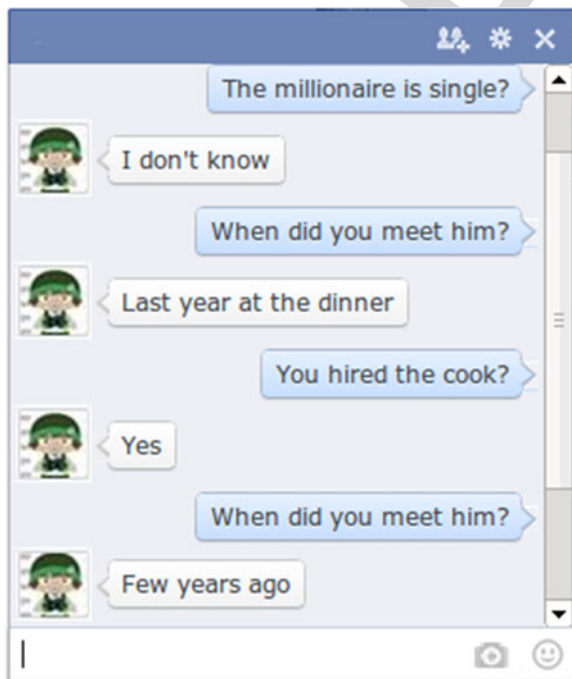 The millionaire is single?
I don't know
When did you meet him?
Last year at the dinner
You hired the cook?
Yes
When did you meet him?
Few years ago